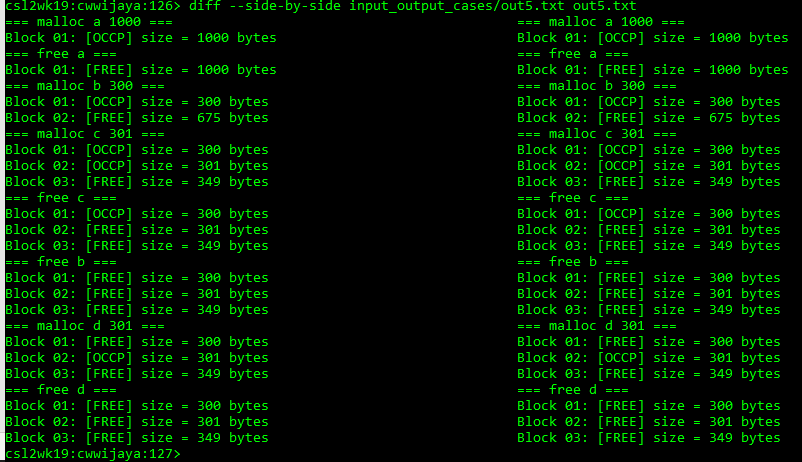 csl2wk19:cwwijaya:126> diff --side-by-side input_output_cases/out5.txt out5.txt
=== malloc a 1000 === === malloc a 1000 ===
Block 01: [OCCP] size = 1000 bytes Block 01: [OCCP] size = 1000 bytes
=== free a === === free a ===
Block 01: [FREE] size = 1000 bytes Block 01: [FREE] size = 1000 bytes
=== malloc b 300 === === malloc b 300 ===
Block 01: [OCCP] size = 300 bytes Block 01: [OCCP] size = 300 bytes
Block 02: [FREE] size = 675 bytes Block 02: [FREE] size = 675 bytes
=== malloc c 301 === === malloc c 301 ===
Block 01: [OCCP] size = 300 bytes Block 01: [OCCP] size = 300 bytes
Block 02: [OCCP] size = 301 bytes Block 02: [OCCP] size = 301 bytes
Block 03: [FREE] size = 349 bytes Block 03: [FREE] size = 349 bytes
=== free c === === free c ===
Block 01: [OCCP] size = 300 bytes Block 01: [OCCP] size = 300 bytes
Block 02: [FREE] size = 301 bytes Block 02: [FREE] size = 301 bytes
Block 03: [FREE] size = 349 bytes Block 03: [FREE] size = 349 bytes
=== free b === === free b ===
Block 01: [FREE] size = 300 bytes Block 01: [FREE] size = 300 bytes
Block 02: [FREE] size = 301 bytes Block 02: [FREE] size = 301 bytes
Block 03: [FREE] size = 349 bytes Block 03: [FREE] size = 349 bytes
=== malloc d 301 === === malloc d 301 ===
Block 01: [FREE] size = 300 bytes Block 01: [FREE] size = 300 bytes
Block 02: [OCCP] size = 301 bytes Block 02: [OCCP] size = 301 bytes
Block 03: [FREE] size = 349 bytes Block 03: [FREE] size = 349 bytes
=== free d === === free d ===
Block 01: [FREE] size = 300 bytes Block 01: [FREE] size = 300 bytes
Block 02: [FREE] size = 301 bytes Block 02: [FREE] size = 301 bytes
Block 03: [FREE] size = 349 bytes Block 03: [FREE] size = 349 bytes
csl2wk19:cwwijaya:127>